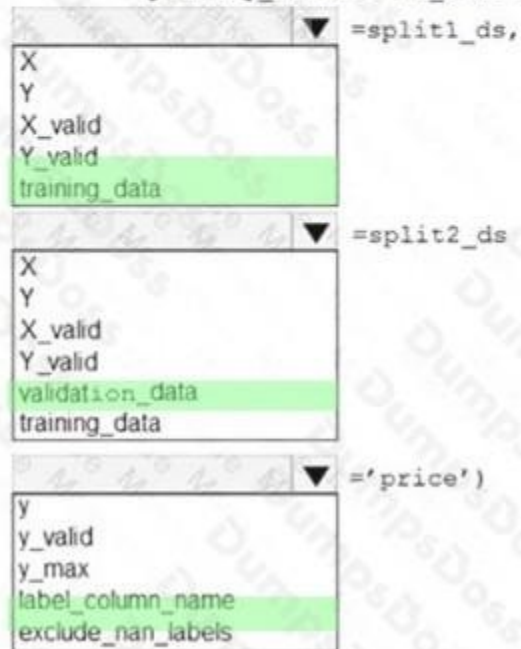 =split1_ds,
X
Y
X_valid
Y_valid
training_data
=split2_ds
X
Y
X_valid
Y_valid
validation_data
training_data
='price')
y
y_valid
y_max
label_column_name
exclude_nan_labels